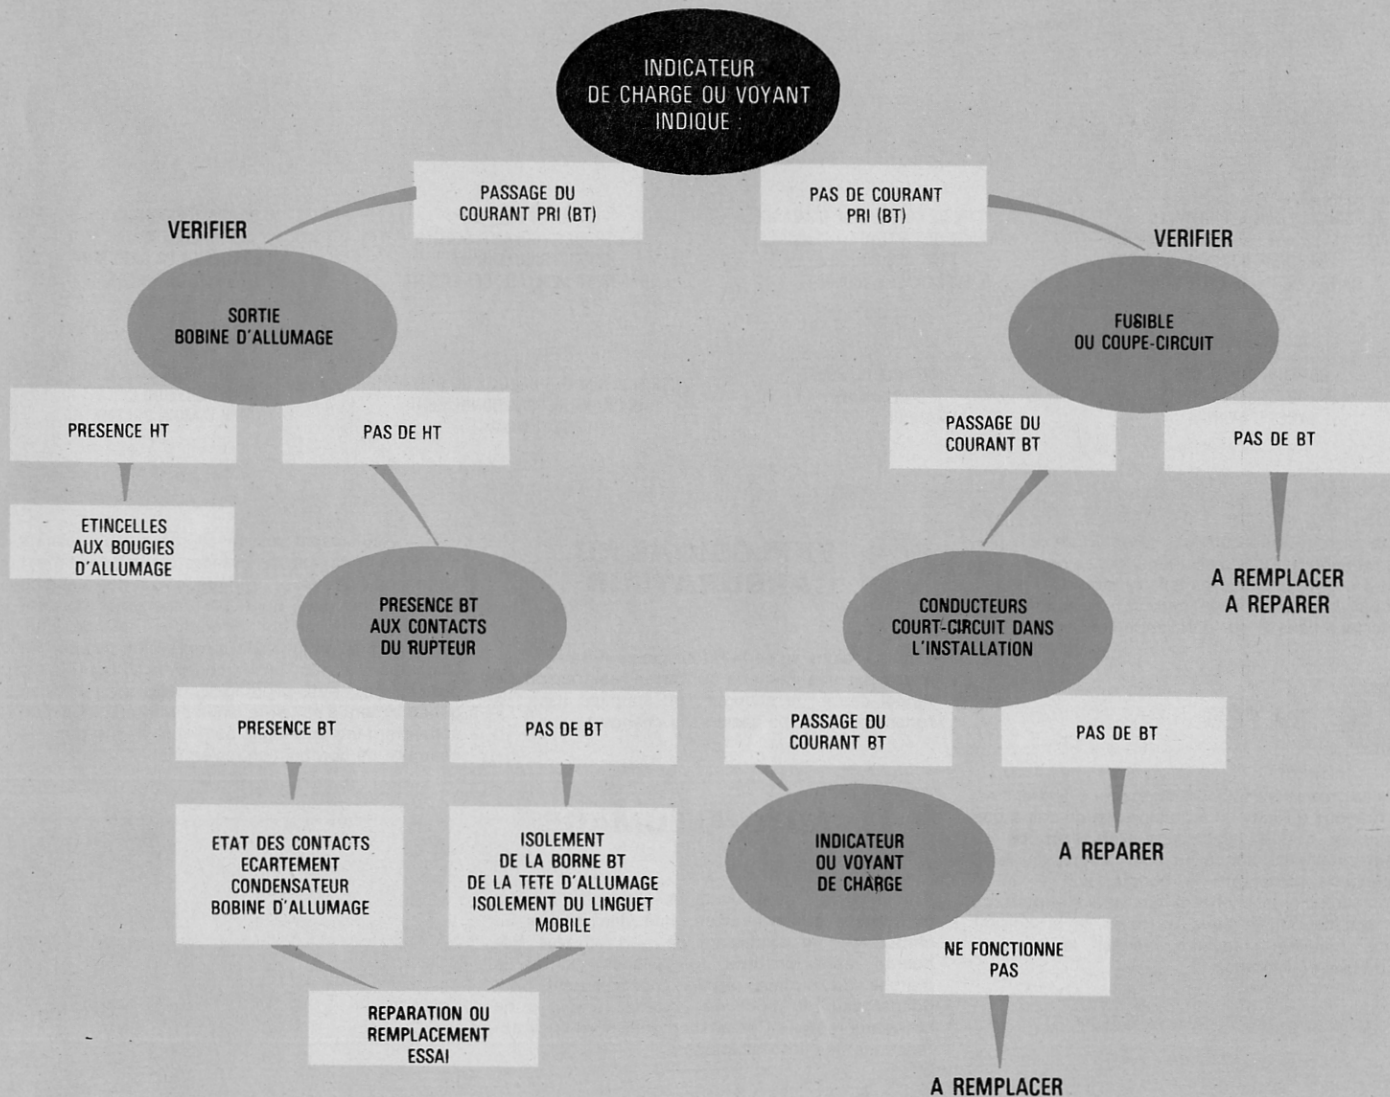 INDICATEUR
DE CHARGE OU VOYANT
INDIQUE :
PASSAGE DU
COURANT PRI (BT)
PAS DE COURANT
PRI (BT)
VERIFIER
VERIFIER
SORTIE
BOBINE D'ALLUMAGE
FUSIBLE
OU COUPE-CIRCUIT
PRESENCE HT
PAS DE HT
PASSAGE DU
COURANT BT
PAS DE BT
ETINCELLES
AUX BOUGIES
D'ALLUMAGE
A REMPLACER
A REPARER
PRESENCE BT
AUX CONTACTS
DU RUPTEUR
CONDUCTEURS
COURT-CIRCUIT DANS
L'INSTALLATION
PRESENCE BT
PAS DE BT
PASSAGE DU
COURANT BT
PAS DE BT
ETAT DES CONTACTS
ECARTEMENT
CONDENSATEUR
BOBINE D'ALLUMAGE
ISOLEMENT
DE LA BORNE BT
DE LA TETE D'ALLUMAGE
ISOLEMENT DU LINGUET
MOBILE
INDICATEUR
OU VOYANT
DE CHARGE
A REPARER
NE FONCTIONNE
PAS
REPARATION OU
REMPLACEMENT
ESSAI
A REMPLACER